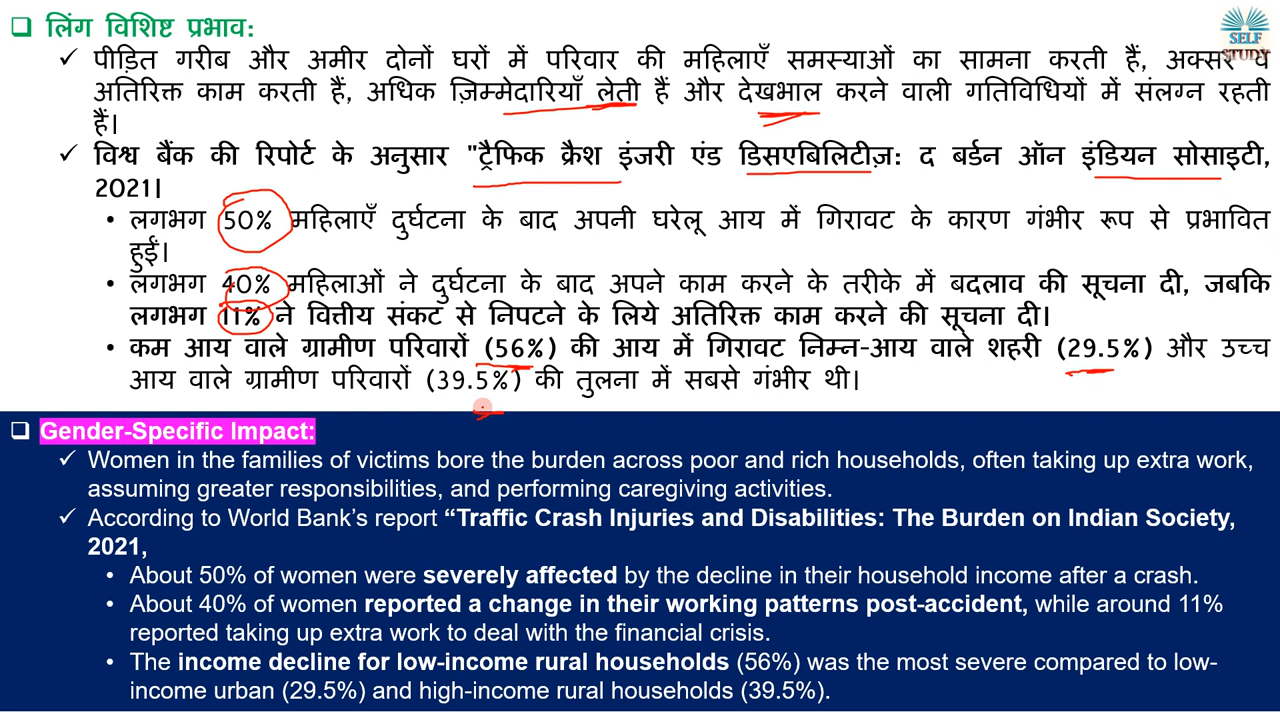 ❑ लिंग विशिष्ट प्रभाव:
SELF
STUDY
✓ पीड़ित गरीब और अमीर दोनों घरों में परिवार की महिलाएँ समस्याओं का सामना करती हैं, अक्सर वे
अतिरिक्त काम करती हैं, अधिक ज़िम्मेदारियाँ लेती हैं और देखभाल करने वाली गतिविधियों में संलग्न रहती
हैं।
✓ विश्व बैंक की रिपोर्ट के अनुसार "ट्रैफिक क्रैश इंजरी एंड डिसएबिलिटीज़: द बर्डन ऑन इंडियन सोसाइटी,
2021।
• लगभग 50% महिलाएँ दुर्घटना के बाद अपनी घरेलू आय में गिरावट के कारण गंभीर रूप से प्रभावित
हुईं।
• लगभग 40% महिलाओं ने दुर्घटना के बाद अपने काम करने के तरीके में बदलाव की सूचना दी, जबकि
लगभग 11% ने वित्तीय संकट से निपटने के लिये अतिरिक्त काम करने की सूचना दी।
• कम आय वाले ग्रामीण परिवारों (56%) की आय में गिरावट निम्न-आय वाले शहरी (29.5%) और उच्च
आय वाले ग्रामीण परिवारों (39.5%) की तुलना में सबसे गंभीर थी।
❑ Gender-Specific Impact:
✓ Women in the families of victims bore the burden across poor and rich households, often taking up extra work,
assuming greater responsibilities, and performing caregiving activities.
✓ According to World Bank's report “Traffic Crash Injuries and Disabilities: The Burden on Indian Society,
2021,
• About 50% of women were severely affected by the decline in their household income after a crash.
• About 40% of women reported a change in their working patterns post-accident, while around 11%
reported taking up extra work to deal with the financial crisis.
• The income decline for low-income rural households (56%) was the most severe compared to low-
income urban (29.5%) and high-income rural households (39.5%).